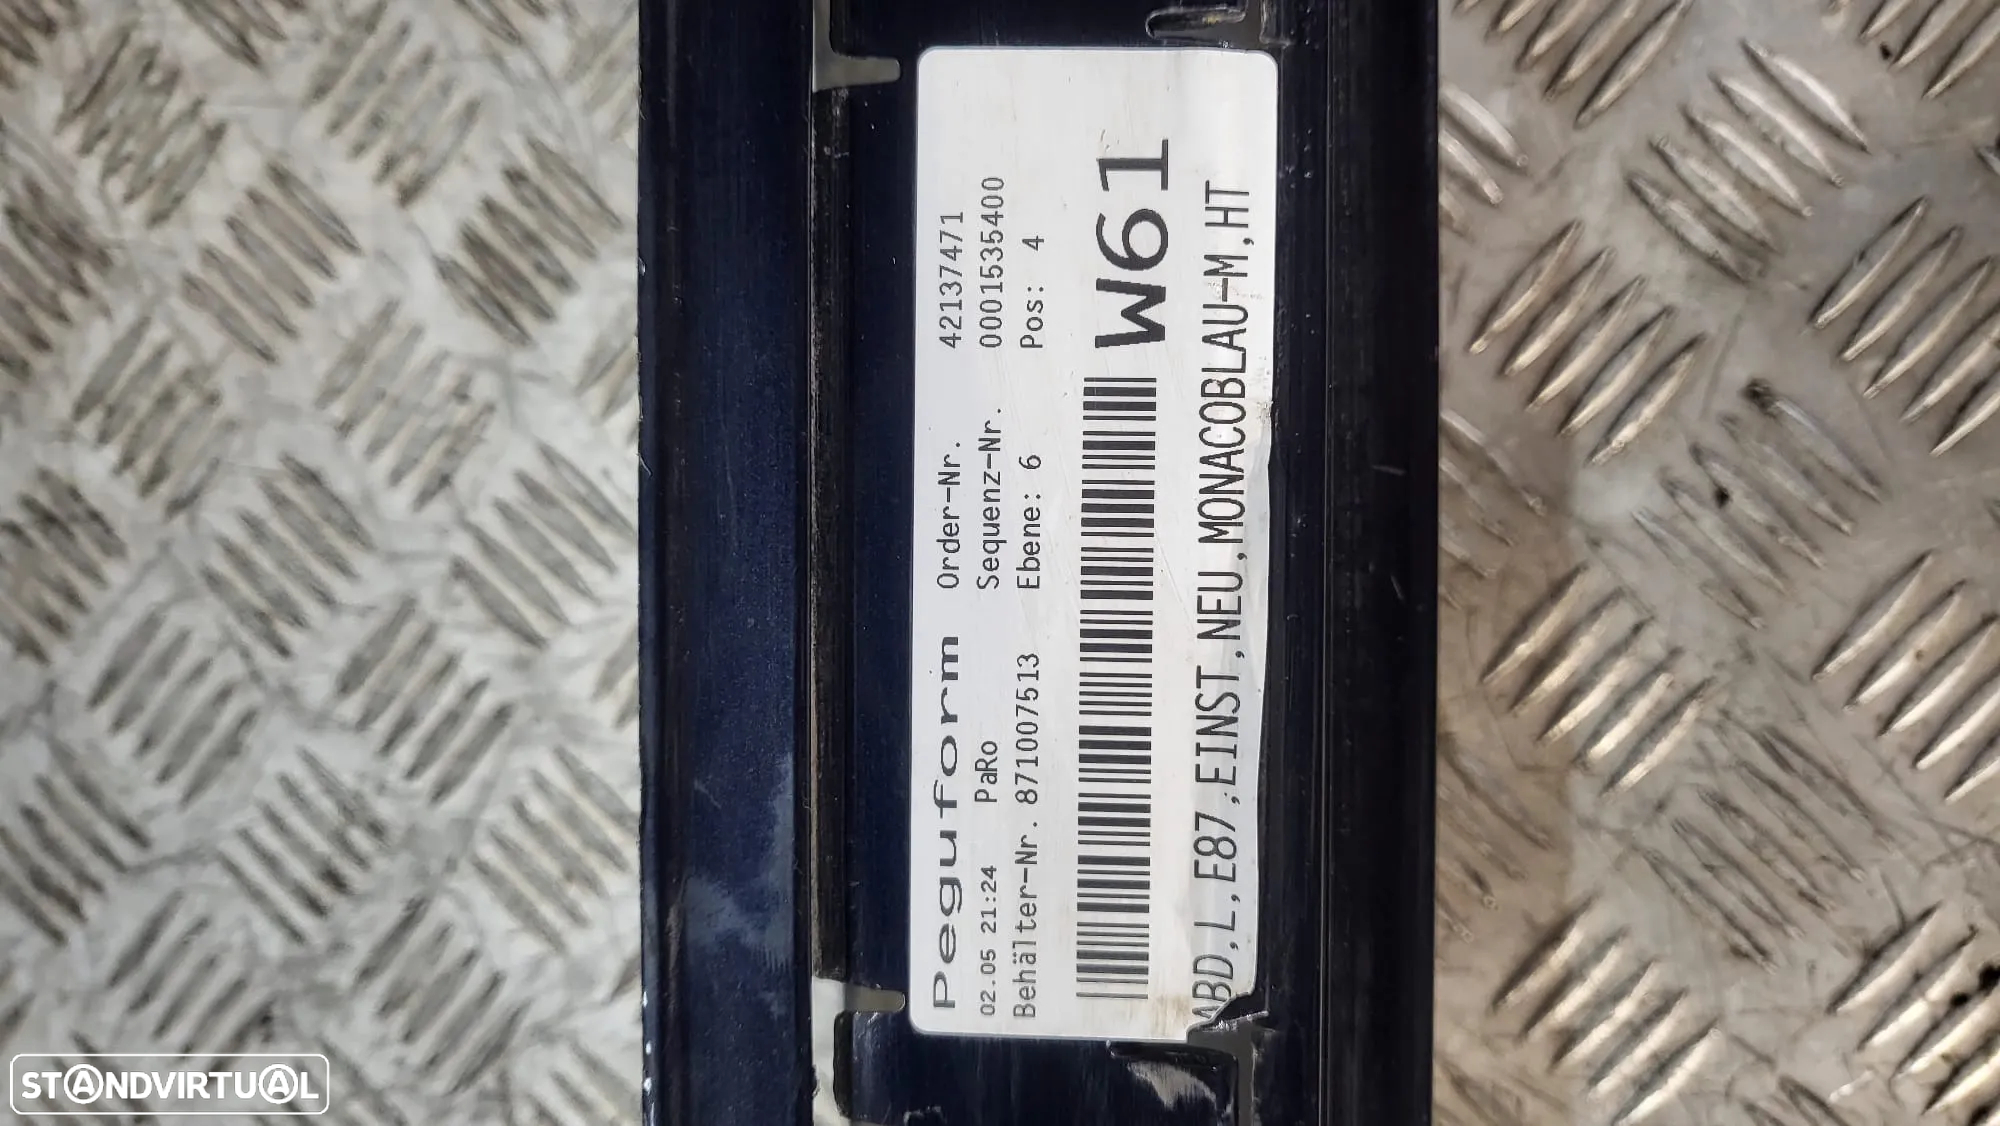 Peguform Order-Nr. 42137471
02.05 21:24 PaRo Sequenz-Nr. 0001535400
Behälter-Nr. 871007513 Ebene: 6 Pos: 4
W61
ABD,L,E87,EINST,NEU,MONACOBLAU-M,HT
STANDVIRTUAL